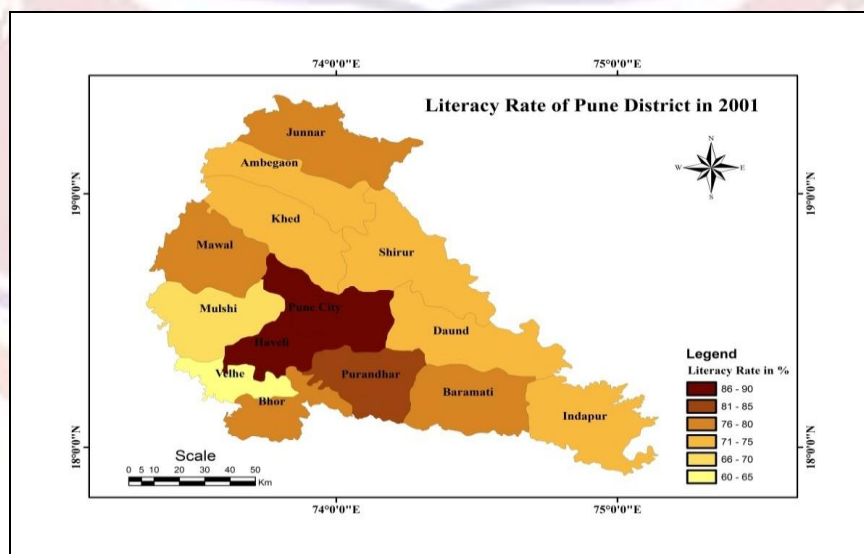 74°0'0"E
75°0'0"E
Literacy Rate of Pune District in 2001
N
W
E
S
19°0'0"N
19°0'0"N
Junnar
Ambegaon
Khed
Mawal
Shirur
Mulshi
Pune City
Daund
Haveli
Velhe
Purandhar
Baramati
Bhor
Indapur
Legend
Literacy Rate in %
86 - 90
81 - 85
76 - 80
71 - 75
66 - 70
60 - 65
18°0'0"N
18°0'0"N
Scale
0 5 10 20 30 40 50
Km
74°0'0"E
75°0'0"E